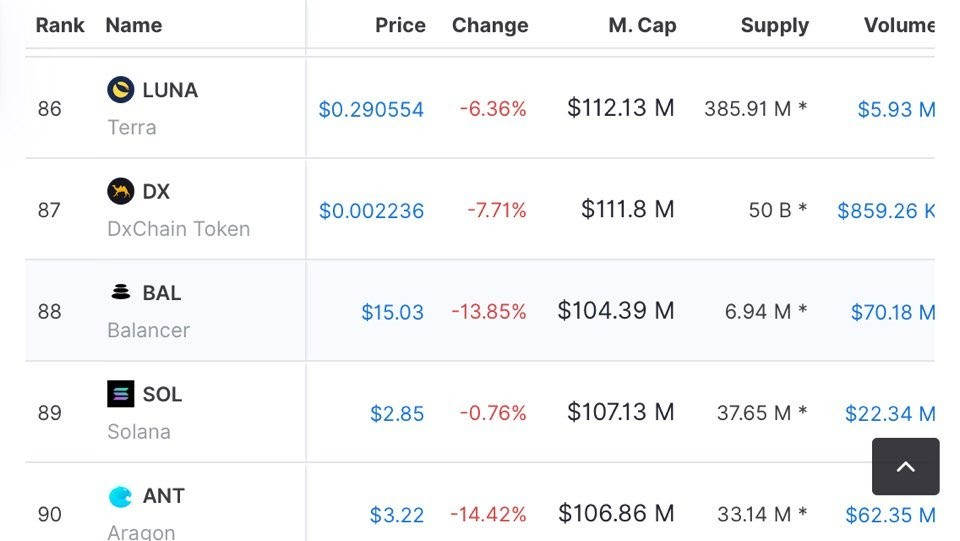 Rank Name Price Change M. Cap Supply Volume
86 LUNA $0.290554 -6.36% $112.13 M 385.91 M * $5.93 M
Terra
87 DX $0.002236 -7.71% $111.8 M 50 B * $859.26 K
DxChain Token
88 BAL $15.03 -13.85% $104.39 M 6.94 M * $70.18 M
Balancer
89 SOL $2.85 -0.76% $107.13 M 37.65 M * $22.34 M
Solana
90 ANT $3.22 -14.42% $106.86 M 33.14 M * $62.35 M
Aragon